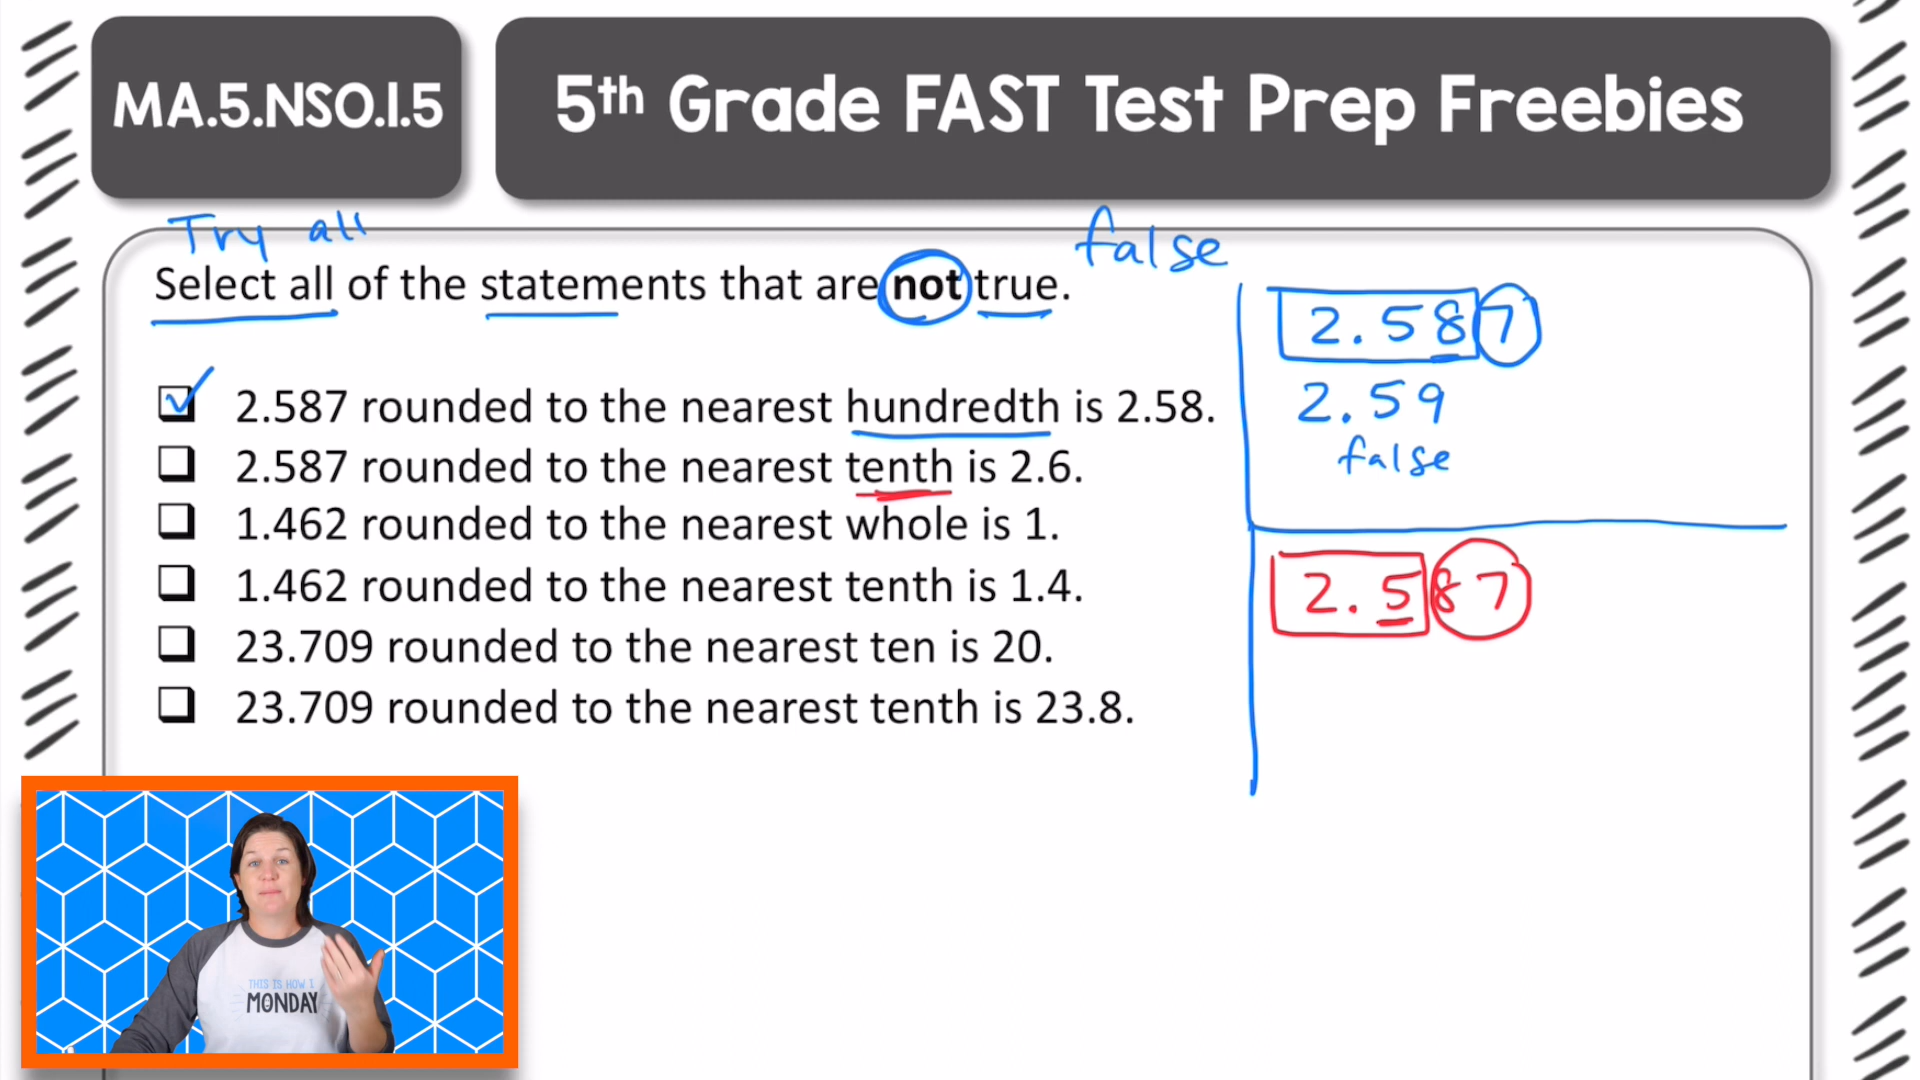 MA.5.NSO.1.5
5th Grade FAST Test Prep Freebies
Try all
false
Select all of the statements that are not true.
2.587 rounded to the nearest hundredth is 2.58.
2.587 rounded to the nearest tenth is 2.6.
1.462 rounded to the nearest whole is 1.
1.462 rounded to the nearest tenth is 1.4.
23.709 rounded to the nearest ten is 20.
23.709 rounded to the nearest tenth is 23.8.
2.587
2.59
false
2.587
THIS IS HOW I
MONDAY